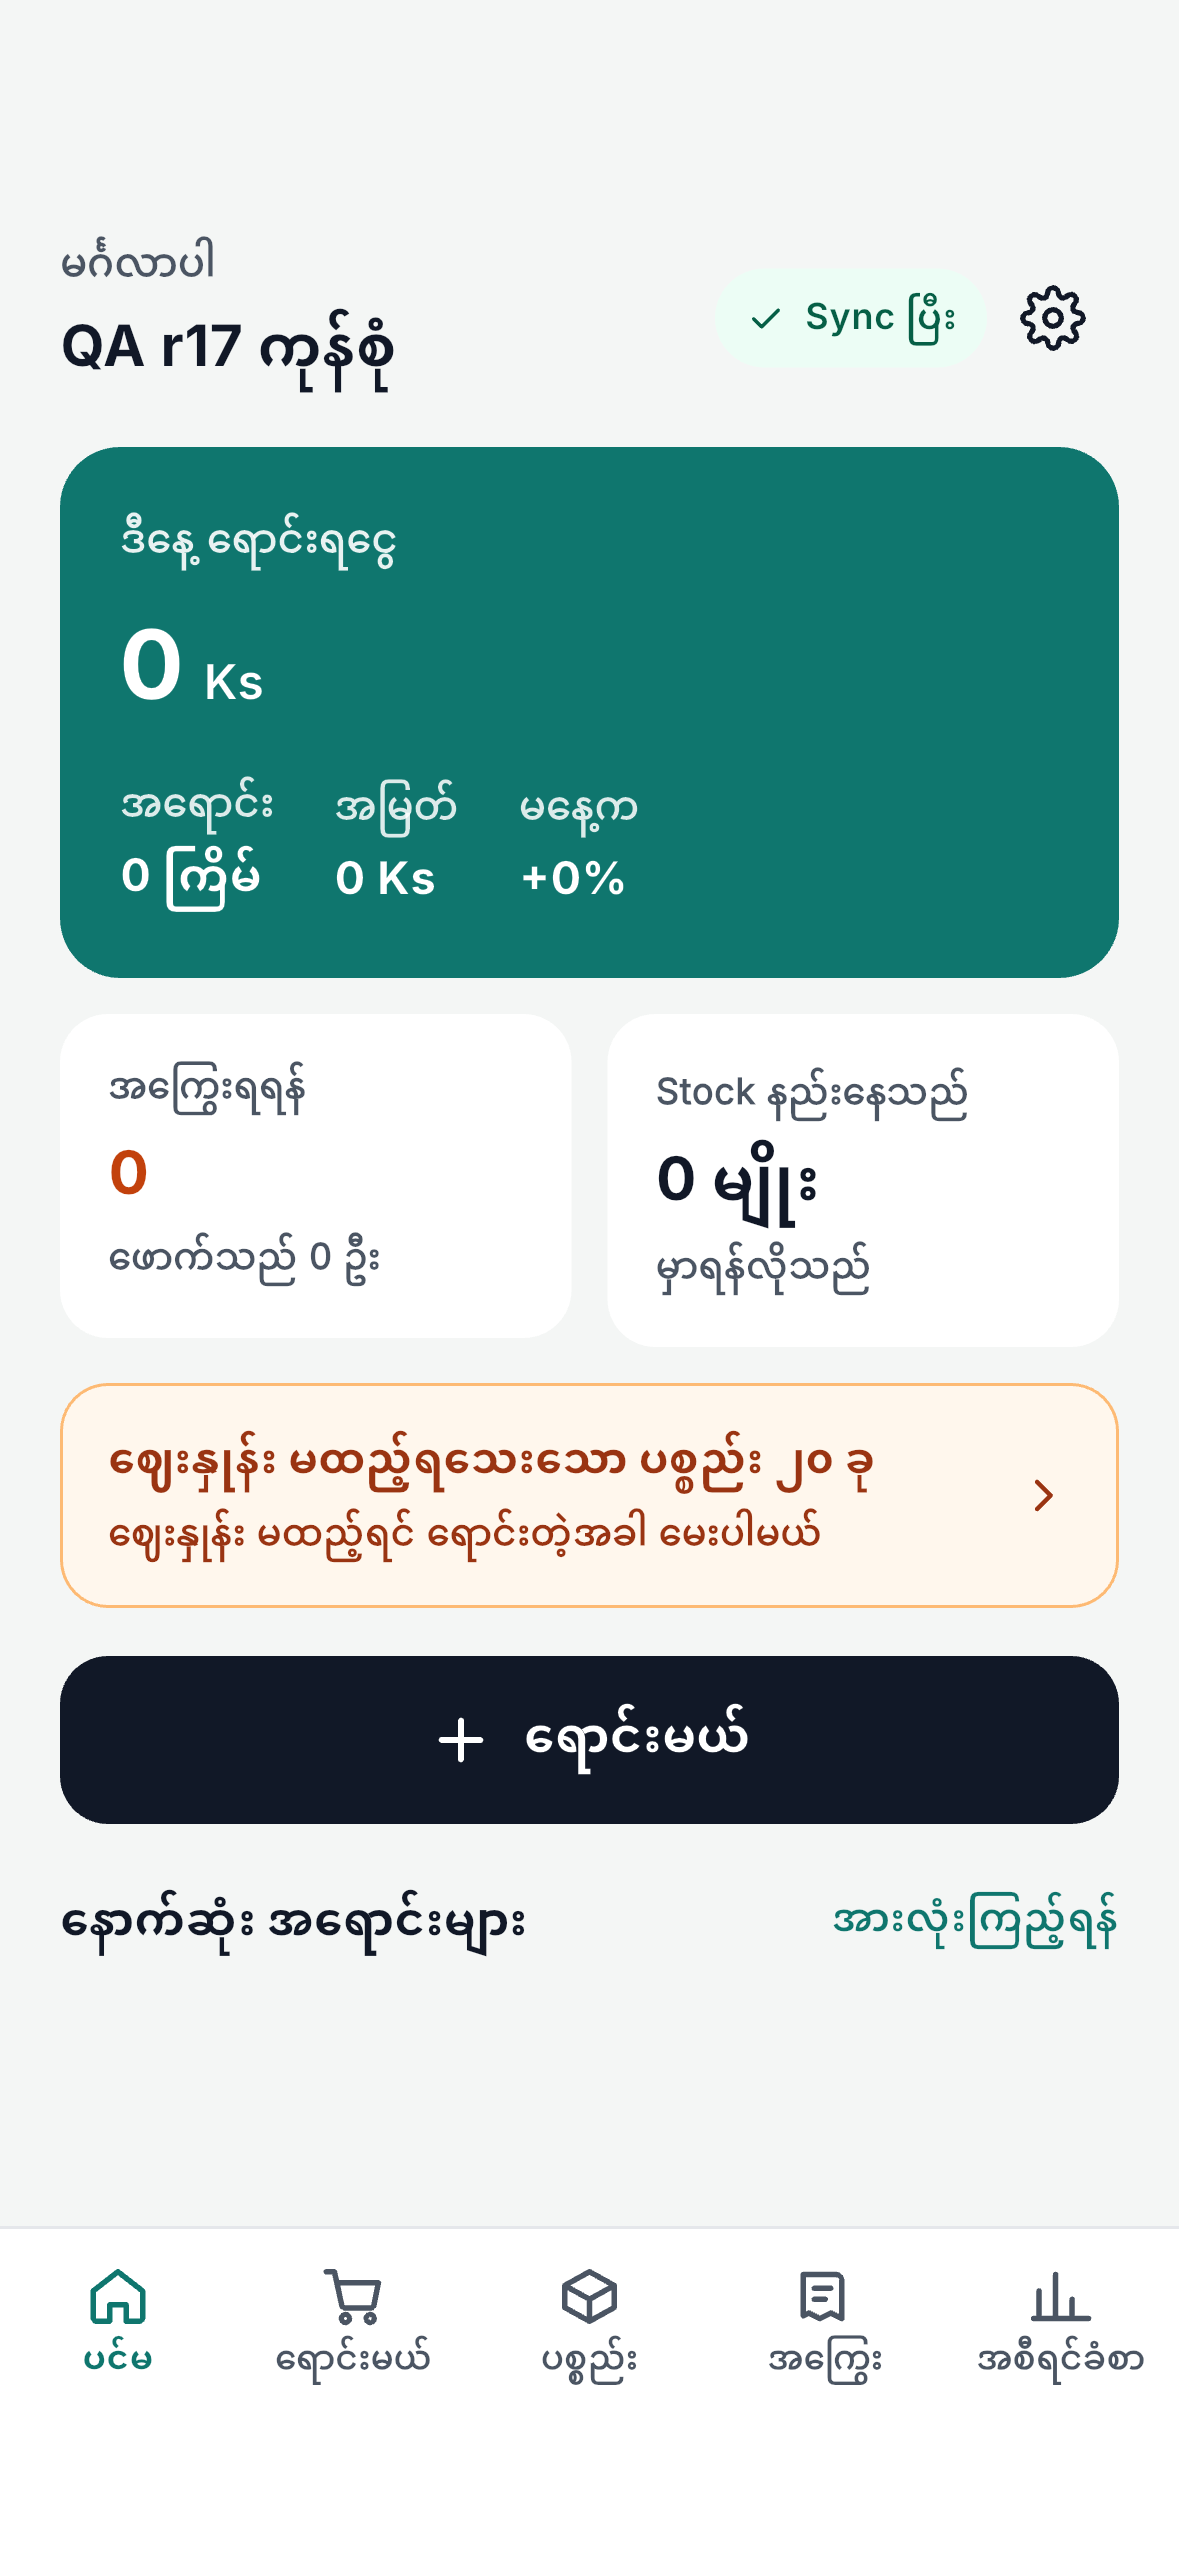 မင်္ဂလာပါ
QA r17 ကုန်စုံ
Sync ပြီး
ဒီနေ့ ရောင်းရငွေ
0 Ks
အရောင်း အမြတ် မနေ့က
0 ကြိမ် 0 Ks +0%
အကြွေးရရန်
0
ဖောက်သည် 0 ဦး
Stock နည်းနေသည်
0 မျိုး
မှာရန်လိုသည်
ဈေးနှုန်း မထည့်ရသေးသော ပစ္စည်း ၂၀ ခု
ဈေးနှုန်း မထည့်ရင် ရောင်းတဲ့အခါ မေးပါမယ်
ရောင်းမယ်
နောက်ဆုံး အရောင်းများ
အားလုံးကြည့်ရန်
ပင်မ
ရောင်းမယ်
ပစ္စည်း
အကြွေး
အစီရင်ခံစာ